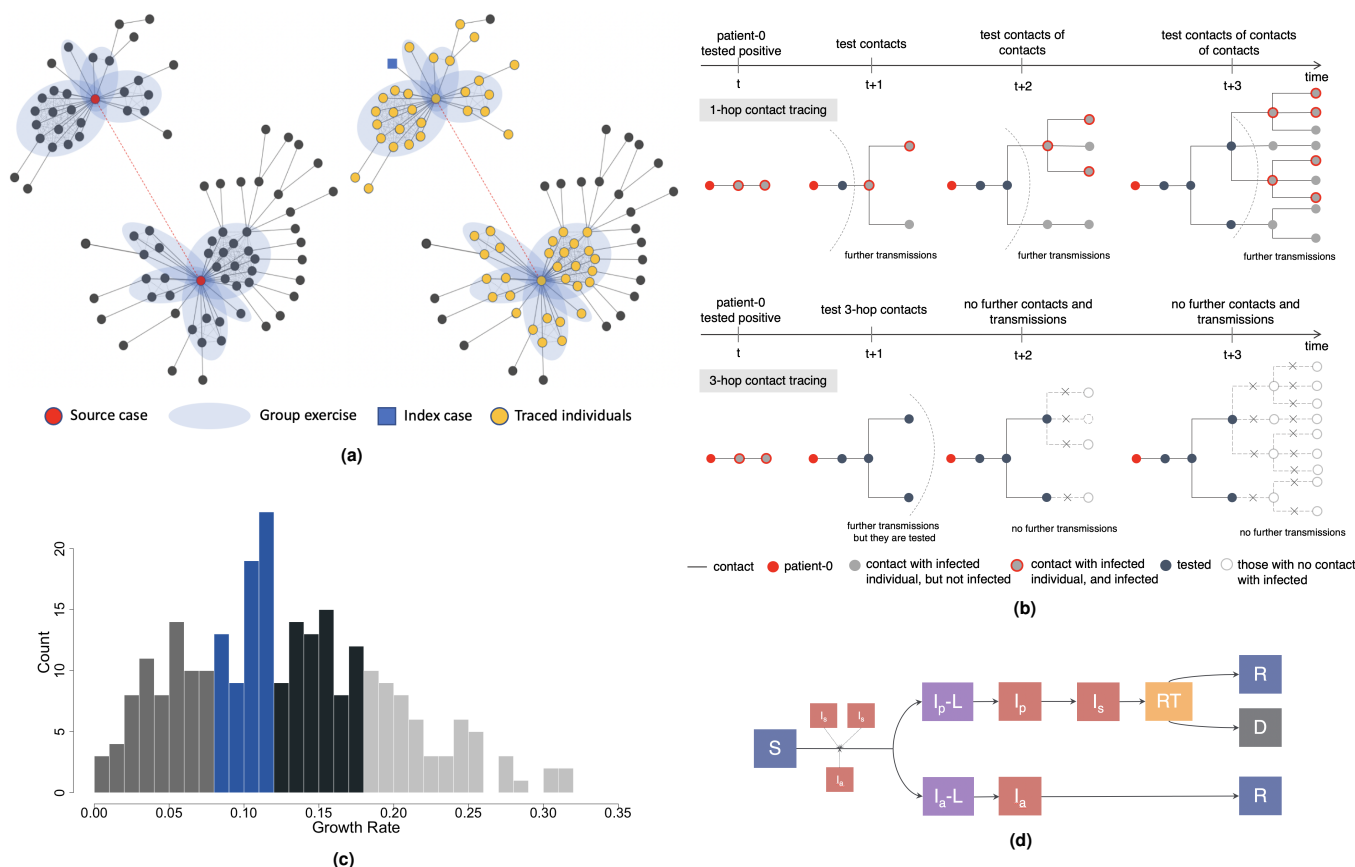 Source case
Group exercise
Index case
Traced individuals
(a)
patient-0
tested positive
test contacts
test contacts of
contacts
test contacts of contacts
of contacts
time
t
t+1
t+2
t+3
1-hop contact tracing
further transmissions
further transmissions
further transmissions
patient-0
tested positive
test 3-hop contacts
no further contacts and
transmissions
no further contacts and
transmissions
time
t
t+1
t+2
t+3
3-hop contact tracing
further transmissions
but they are tested
no further transmissions
no further transmissions
contact
patient-0
contact with infected
individual, but not infected
contact with infected
individual, and infected
tested
those with no contact
with infected
(b)
Count
20
15
10
5
0
0.00
0.05
0.10
0.15
0.20
0.25
0.30
0.35
Growth Rate
(c)
S
Is
Is
Ia
Ip-L
Ip
Is
RT
R
D
Ia-L
Ia
R
(d)